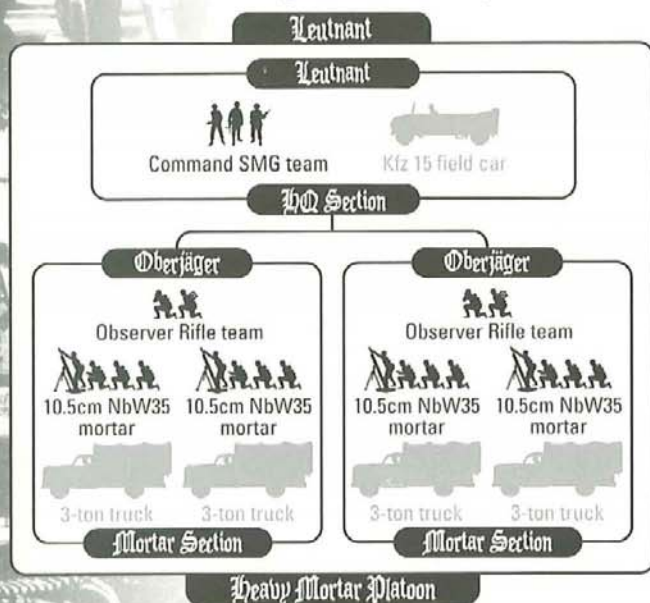 Leutnant
Leutnant
Command SMG team
Kfz 15 field car
HQ Section
Oberjäger
Observer Rifle team
10.5cm NbW35 mortar
10.5cm NbW35 mortar
3-ton truck
3-ton truck
Mortar Section
Oberjäger
Observer Rifle team
10.5cm NbW35 mortar
10.5cm NbW35 mortar
3-ton truck
3-ton truck
Mortar Section
Heavy Mortar Platoon